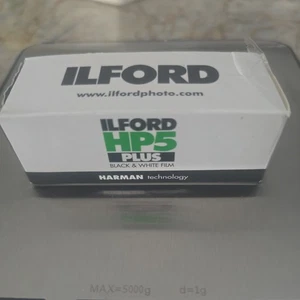 ILFORD
www.ilfordphoto.com
ILFORD
HP5
PLUS
BLACK & WHITE FILM
HARMAN technology
MAX=5000g d=1g